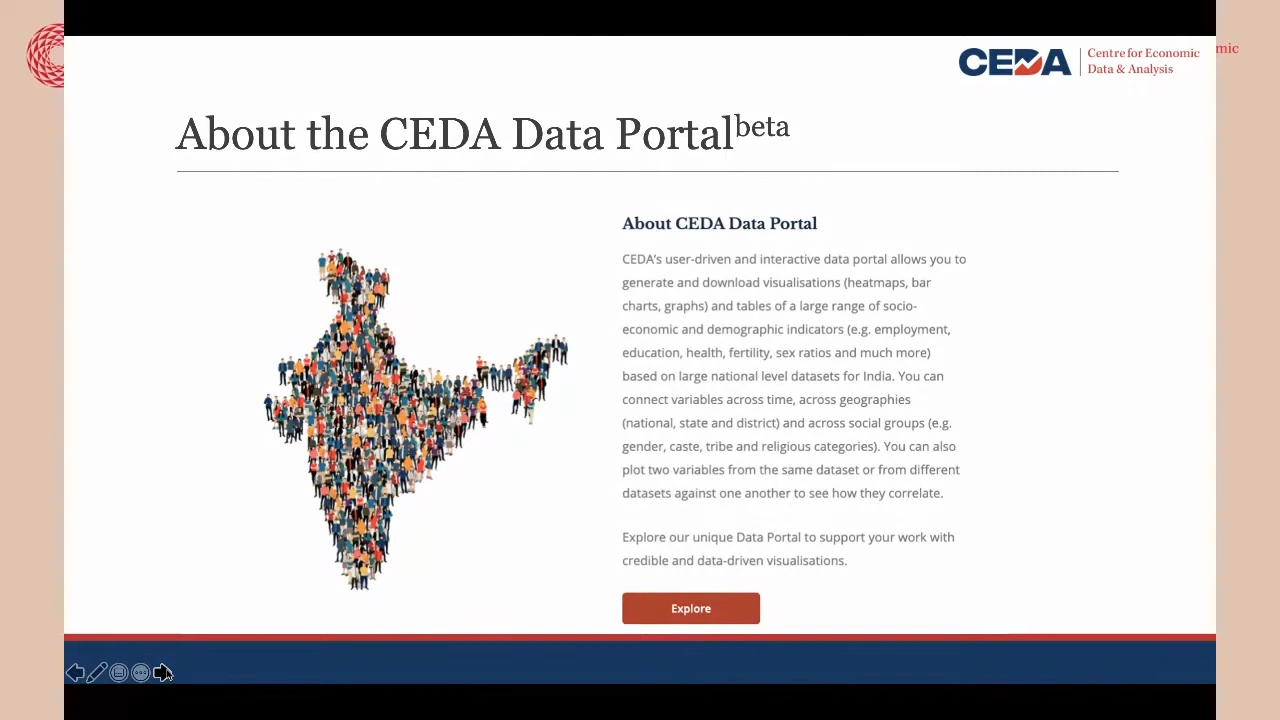 CEDA
Centre for Economic
Data & Analysis
mic
About the CEDA Data Portalbeta
About CEDA Data Portal
CEDA's user-driven and interactive data portal allows you to
generate and download visualisations (heatmaps, bar
charts, graphs) and tables of a large range of socio-
economic and demographic indicators (e.g. employment,
education, health, fertility, sex ratios and much more)
based on large national level datasets for India. You can
connect variables across time, across geographies
(national, state and district) and across social groups (e.g.
gender, caste, tribe and religious categories). You can also
plot two variables from the same dataset or from different
datasets against one another to see how they correlate.
Explore our unique Data Portal to support your work with
credible and data-driven visualisations.
Explore